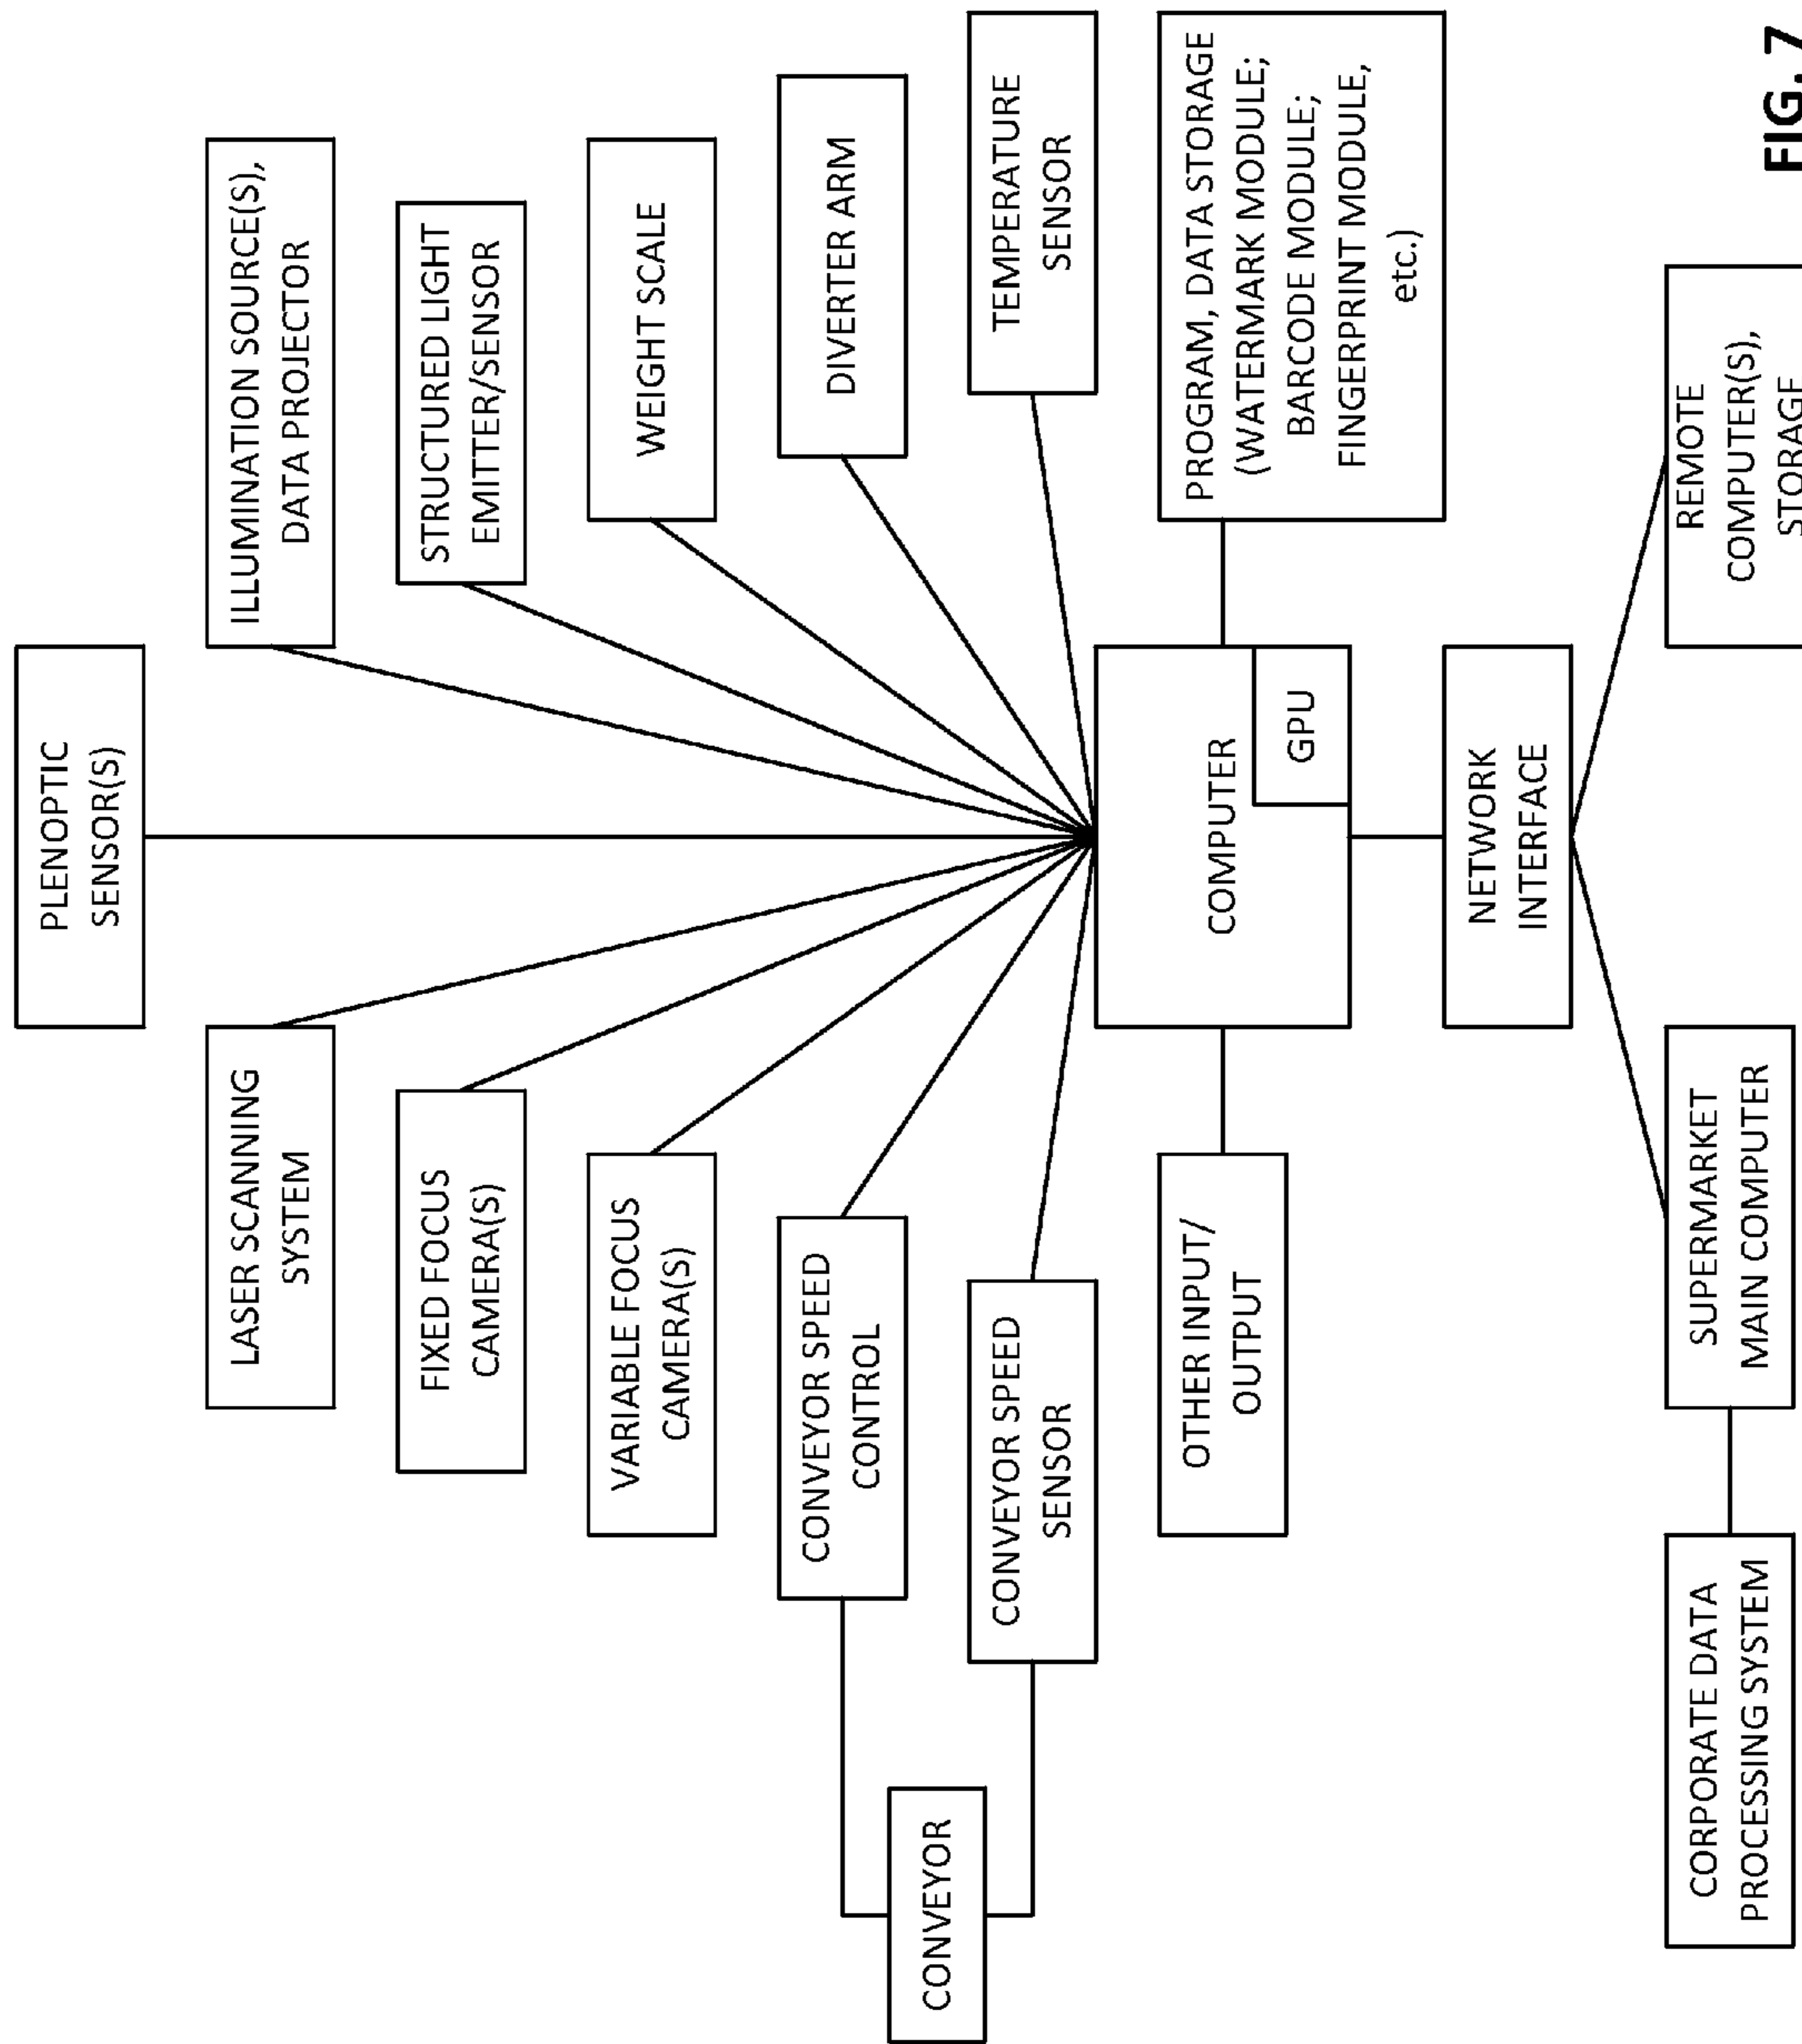 PLENOPTIC
SENSOR(S)
LASER SCANNING
SYSTEM
ILLUMINATION SOURCE(S),
DATA PROJECTOR
FIXED FOCUS
CAMERA(S)
STRUCTURED LIGHT
EMITTER/SENSOR
VARIABLE FOCUS
CAMERA(S)
WEIGHT SCALE
CONVEYOR SPEED
CONTROL
DIVERTER ARM
CONVEYOR
CONVEYOR SPEED
SENSOR
TEMPERATURE
SENSOR
OTHER INPUT/
OUTPUT
COMPUTER
GPU
PROGRAM, DATA STORAGE
(WATERMARK MODULE;
BARCODE MODULE;
FINGERPRINT MODULE,
etc.)
NETWORK
INTERFACE
CORPORATE DATA
PROCESSING SYSTEM
SUPERMARKET
MAIN COMPUTER
REMOTE
COMPUTER(S),
STORAGE
FIG. 7